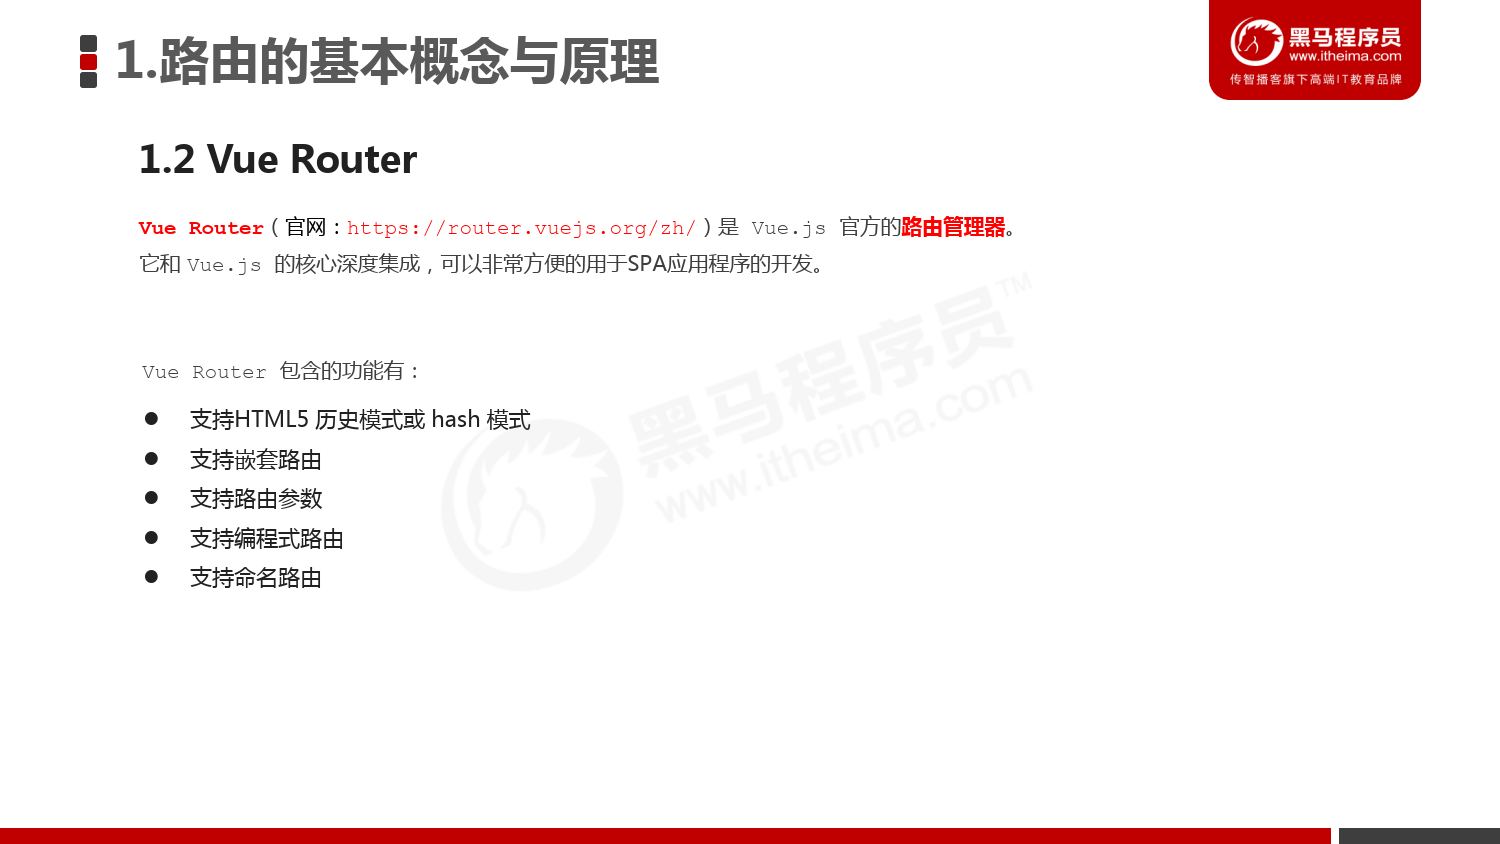 1.路由的基本概念与原理
黑马程序员
www.itheima.com
传智播客旗下高端IT教育品牌
1.2 Vue Router
Vue Router（官网：https://router.vuejs.org/zh/）是 Vue.js 官方的路由管理器。
它和 Vue.js 的核心深度集成，可以非常方便的用于SPA应用程序的开发。
Vue Router 包含的功能有：
● 支持HTML5 历史模式或 hash 模式
● 支持嵌套路由
● 支持路由参数
● 支持编程式路由
● 支持命名路由
黑马程序员™
www.itheima.com